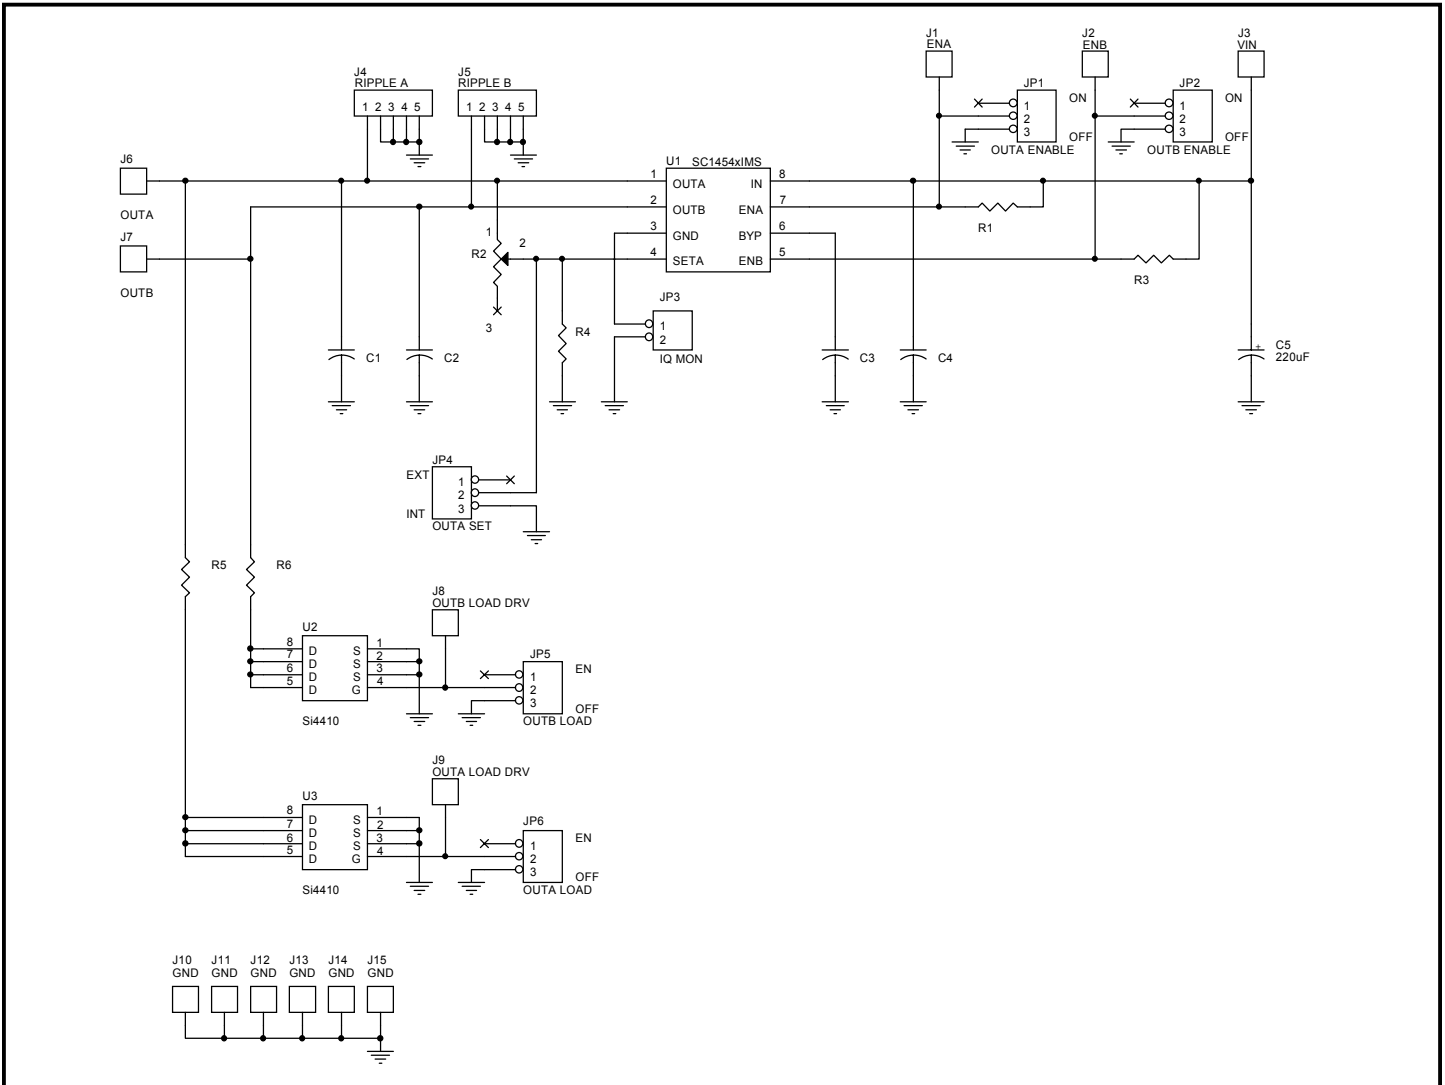 J1
ENA
J2
ENB
J3
VIN
J4
RIPPLE A
1 2 3 4 5
J5
RIPPLE B
1 2 3 4 5
JP1
1
2
3
ON
OFF
OUTA ENABLE
JP2
1
2
3
ON
OFF
OUTB ENABLE
J6
OUTA
J7
OUTB
U1 SC1454xIMS
1 OUTA IN 8
2 OUTB ENA 7
3 GND BYP 6
4 SETA ENB 5
R1
R3
1
R2
2
3
R4
JP3
1
2
IQ MON
C1
C2
C3
C4
+
C5
220uF
JP4
EXT
1
2
3
INT
OUTA SET
R5
R6
J8
OUTB LOAD DRV
U2
8 D S 1
7 D S 2
6 D S 3
5 D G 4
Si4410
JP5
1
2
3
EN
OFF
OUTB LOAD
J9
OUTA LOAD DRV
U3
8 D S 1
7 D S 2
6 D S 3
5 D G 4
Si4410
JP6
1
2
3
EN
OFF
OUTA LOAD
J10 J11 J12 J13 J14 J15
GND GND GND GND GND GND